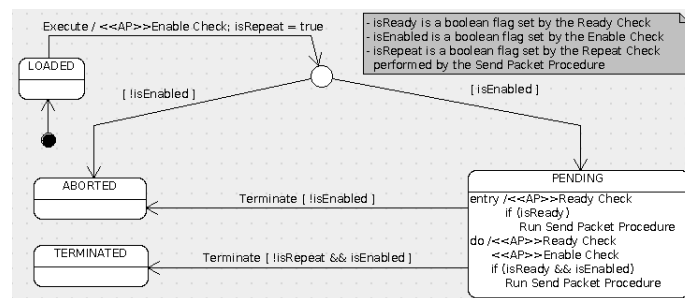 Execute / <<AP>>Enable Check; isRepeat = true
- isReady is a boolean flag set by the Ready Check
- isEnabled is a boolean flag set by the Enable Check
- isRepeat is a boolean flag set by the Repeat Check
performed by the Send Packet Procedure
LOADED
[ !isEnabled ]
[ isEnabled ]
ABORTED
Terminate [ !isEnabled ]
PENDING
entry /<<AP>>Ready Check
if (isReady)
Run Send Packet Procedure
do /<<AP>>Ready Check
<<AP>>Enable Check
if (isReady && isEnabled)
Run Send Packet Procedure
TERMINATED
Terminate [ !isRepeat && isEnabled ]